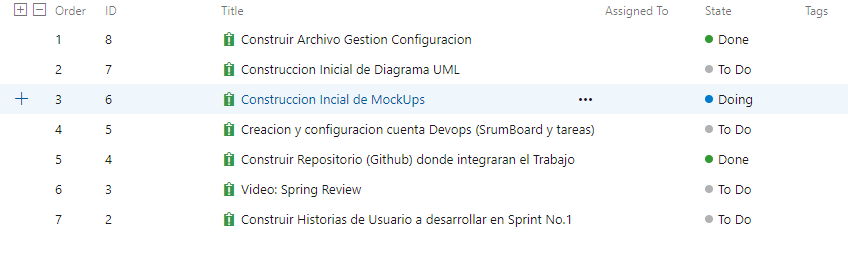 Order ID Title Assigned To State Tags
1 8 Construir Archivo Gestion Configuracion Done
2 7 Construccion Inicial de Diagrama UML To Do
3 6 Construccion Incial de MockUps ••• Doing
4 5 Creacion y configuracion cuenta Devops (SrumBoard y tareas) To Do
5 4 Construir Repositorio (Github) donde integraran el Trabajo Done
6 3 Video: Spring Review To Do
7 2 Construir Historias de Usuario a desarrollar en Sprint No.1 To Do